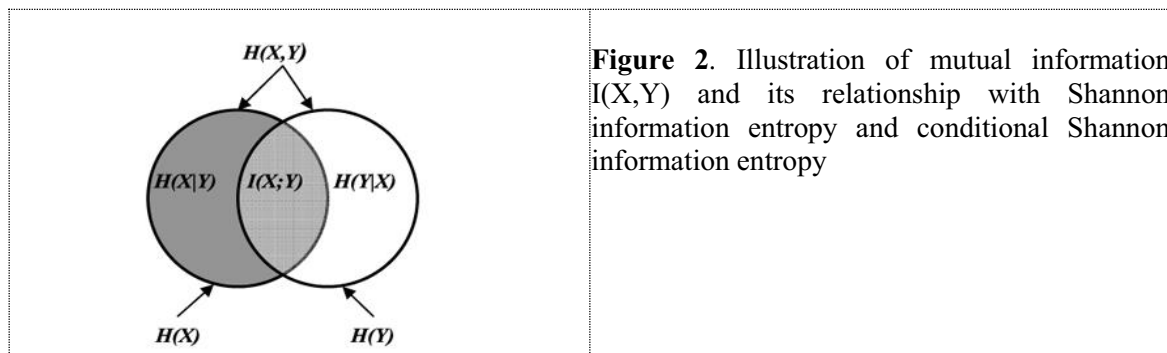 H(X,Y)
H(X|Y) I(X;Y) H(Y|X)
H(X) H(Y)
Figure 2. Illustration of mutual information
I(X,Y) and its relationship with Shannon
information entropy and conditional Shannon
information entropy